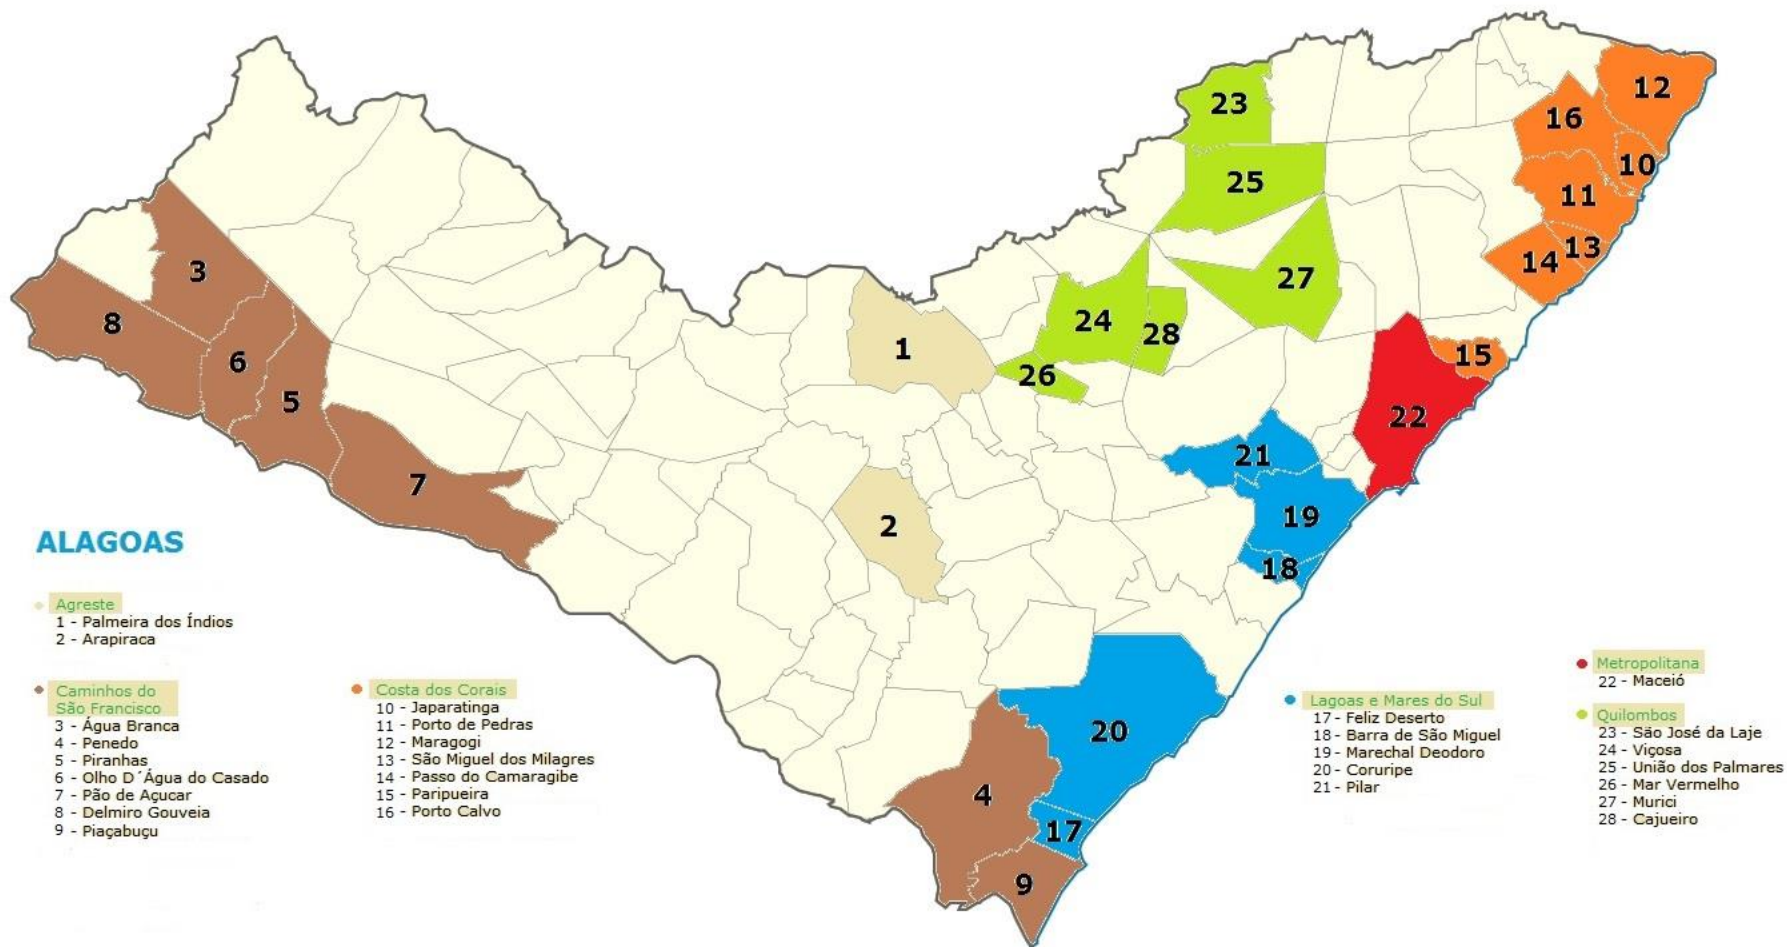 23
12
16
10
25
11
13
14
3
27
8
24
28
6
1
15
26
5
22
21
7
19
2
18
20
4
17
9
ALAGOAS
Agreste
1 - Palmeira dos Índios
2 - Arapiraca
Caminhos do
São Francisco
3 - Água Branca
4 - Penedo
5 - Piranhas
6 - Olho D´Água do Casado
7 - Pão de Açucar
8 - Delmiro Gouveia
9 - Piaçabuçu
Costa dos Corais
10 - Japaratinga
11 - Porto de Pedras
12 - Maragogi
13 - São Miguel dos Milagres
14 - Passo do Camaragibe
15 - Paripueira
16 - Porto Calvo
Lagoas e Mares do Sul
17 - Feliz Deserto
18 - Barra de São Miguel
19 - Marechal Deodoro
20 - Coruripe
21 - Pilar
Metropolitana
22 - Maceió
Quilombos
23 - São José da Laje
24 - Viçosa
25 - União dos Palmares
26 - Mar Vermelho
27 - Murici
28 - Cajueiro